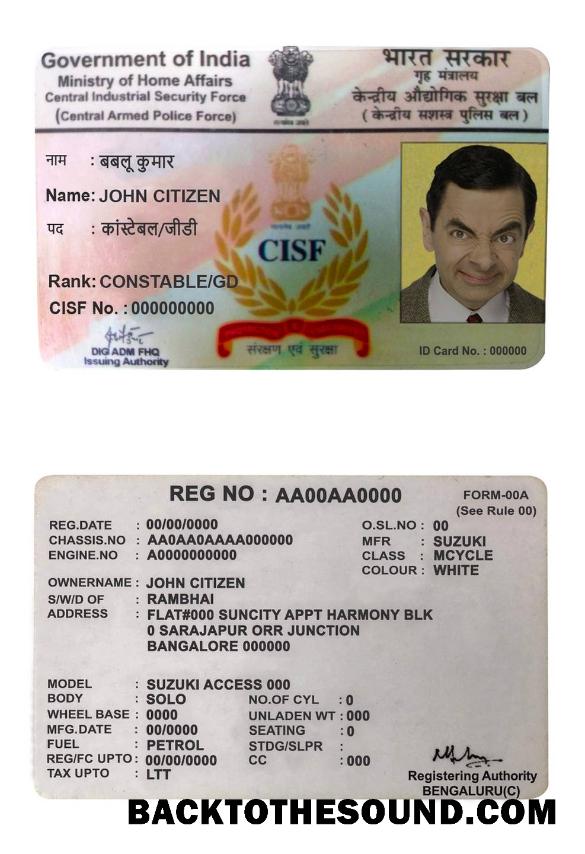 Government of India
Ministry of Home Affairs
Central Industrial Security Force
(Central Armed Police Force)
भारत सरकार
गृह मंत्रालय
केन्द्रीय औद्योगिक सुरक्षा बल
( केन्द्रीय सशस्त्र पुलिस बल )
नाम : बबलू कुमार
Name: JOHN CITIZEN
पद : कांस्टेबल/जीडी
Rank: CONSTABLE/GD
CISF No. : 000000000
CISF
संरक्षण एवं सुरक्षा
DIG ADM FHQ
Issuing Authority
ID Card No. : 000000
REG NO : AA00AA0000
FORM-00A
(See Rule 00)
REG.DATE : 00/00/0000
O.SL.NO : 00
CHASSIS.NO : AA0AA0AAAA000000
MFR : SUZUKI
ENGINE.NO : A0000000000
CLASS : MCYCLE
COLOUR : WHITE
OWNERNAME : JOHN CITIZEN
S/W/D OF : RAMBHAI
ADDRESS : FLAT#000 SUNCITY APPT HARMONY BLK
0 SARAJAPUR ORR JUNCTION
BANGALORE 000000
MODEL : SUZUKI ACCESS 000
BODY : SOLO NO.OF CYL : 0
WHEEL BASE : 0000 UNLADEN WT : 000
MFG.DATE : 00/0000 SEATING : 0
FUEL : PETROL STDG/SLPR :
REG/FC UPTO : 00/00/0000 CC : 000
TAX UPTO : LTT
Registering Authority
BENGALURU(C)
BACKTOTHESOUND.COM